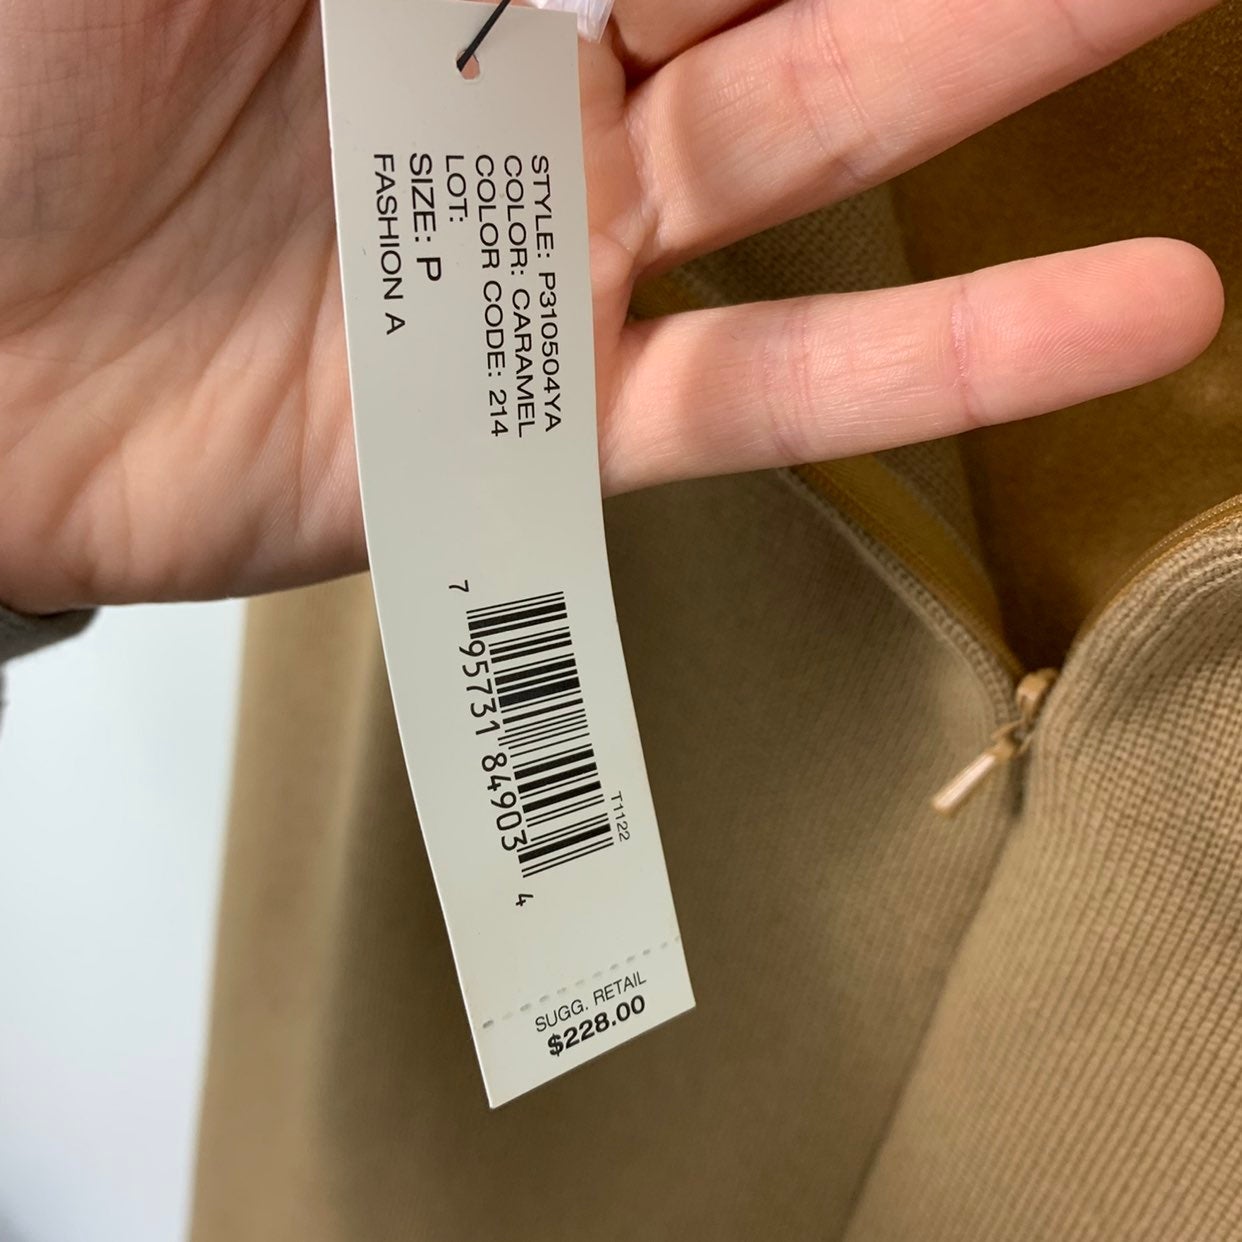 STYLE: P310504YA
COLOR: CARAMEL
COLOR CODE: 214
LOT:
SIZE: P
FASHION A
T1122
7 95731 84903 4
SUGG. RETAIL
$228.00